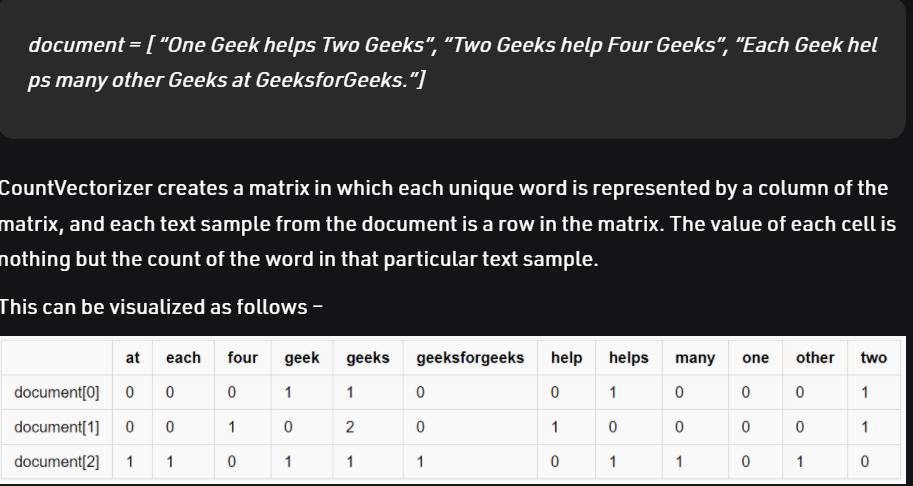 document = [ “One Geek helps Two Geeks”, “Two Geeks help Four Geeks”, “Each Geek hel
ps many other Geeks at GeeksforGeeks.”]
CountVectorizer creates a matrix in which each unique word is represented by a column of the
matrix, and each text sample from the document is a row in the matrix. The value of each cell is
nothing but the count of the word in that particular text sample.
This can be visualized as follows –
at each four geek geeks geeksforgeeks help helps many one other two
document[0] 0 0 0 1 1 0 0 1 0 0 0 1
document[1] 0 0 1 0 2 0 1 0 0 0 0 1
document[2] 1 1 0 1 1 1 0 1 1 0 1 0